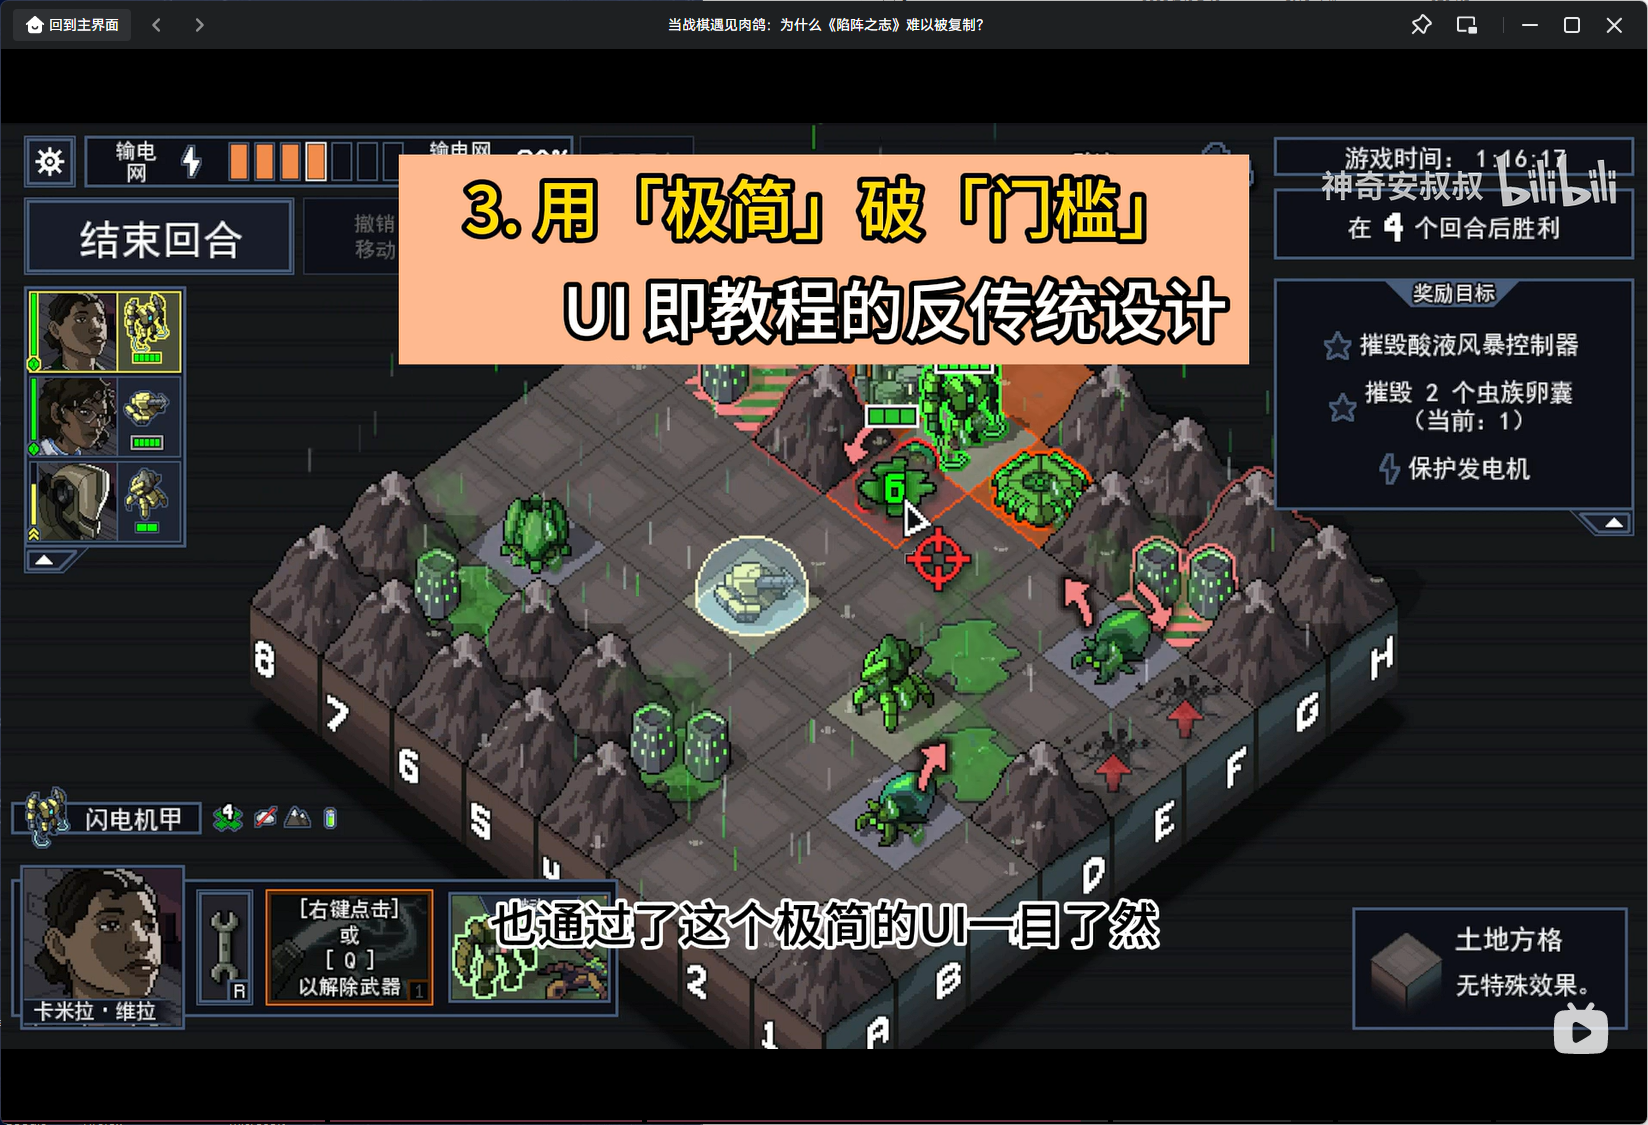 回到主界面
当战棋遇见肉鸽：为什么《陷阵之志》难以被复制?
输电网
输电网
游戏时间： 1:16:17
神奇安叔叔 bilibili
3.用「极简」破「门槛」
UI 即教程的反传统设计
结束回合
撤销移动
在 4 个回合后胜利
奖励目标
摧毁酸液风暴控制器
摧毁 2 个虫族卵囊
（当前：1）
保护发电机
6
8
7
6
5
4
2
1
A
B
D
E
F
G
H
闪电机甲
4
[右键点击]
或
[ Q ]
以解除武器
1
R
卡米拉·维拉
也通过了这个极简的UI一目了然
土地方格
无特殊效果。